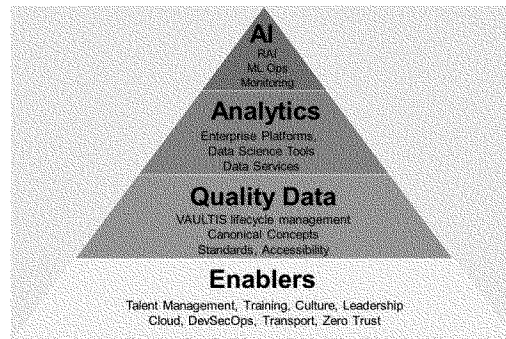 AI
RAI
ML Ops
Monitoring
Analytics
Enterprise Platforms,
Data Science Tools
Data Services
Quality Data
VAULTIS lifecycle management
Canonical Concepts
Standards, Accessibility
Enablers
Talent Management, Training, Culture, Leadership
Cloud, DevSecOps, Transport, Zero Trust